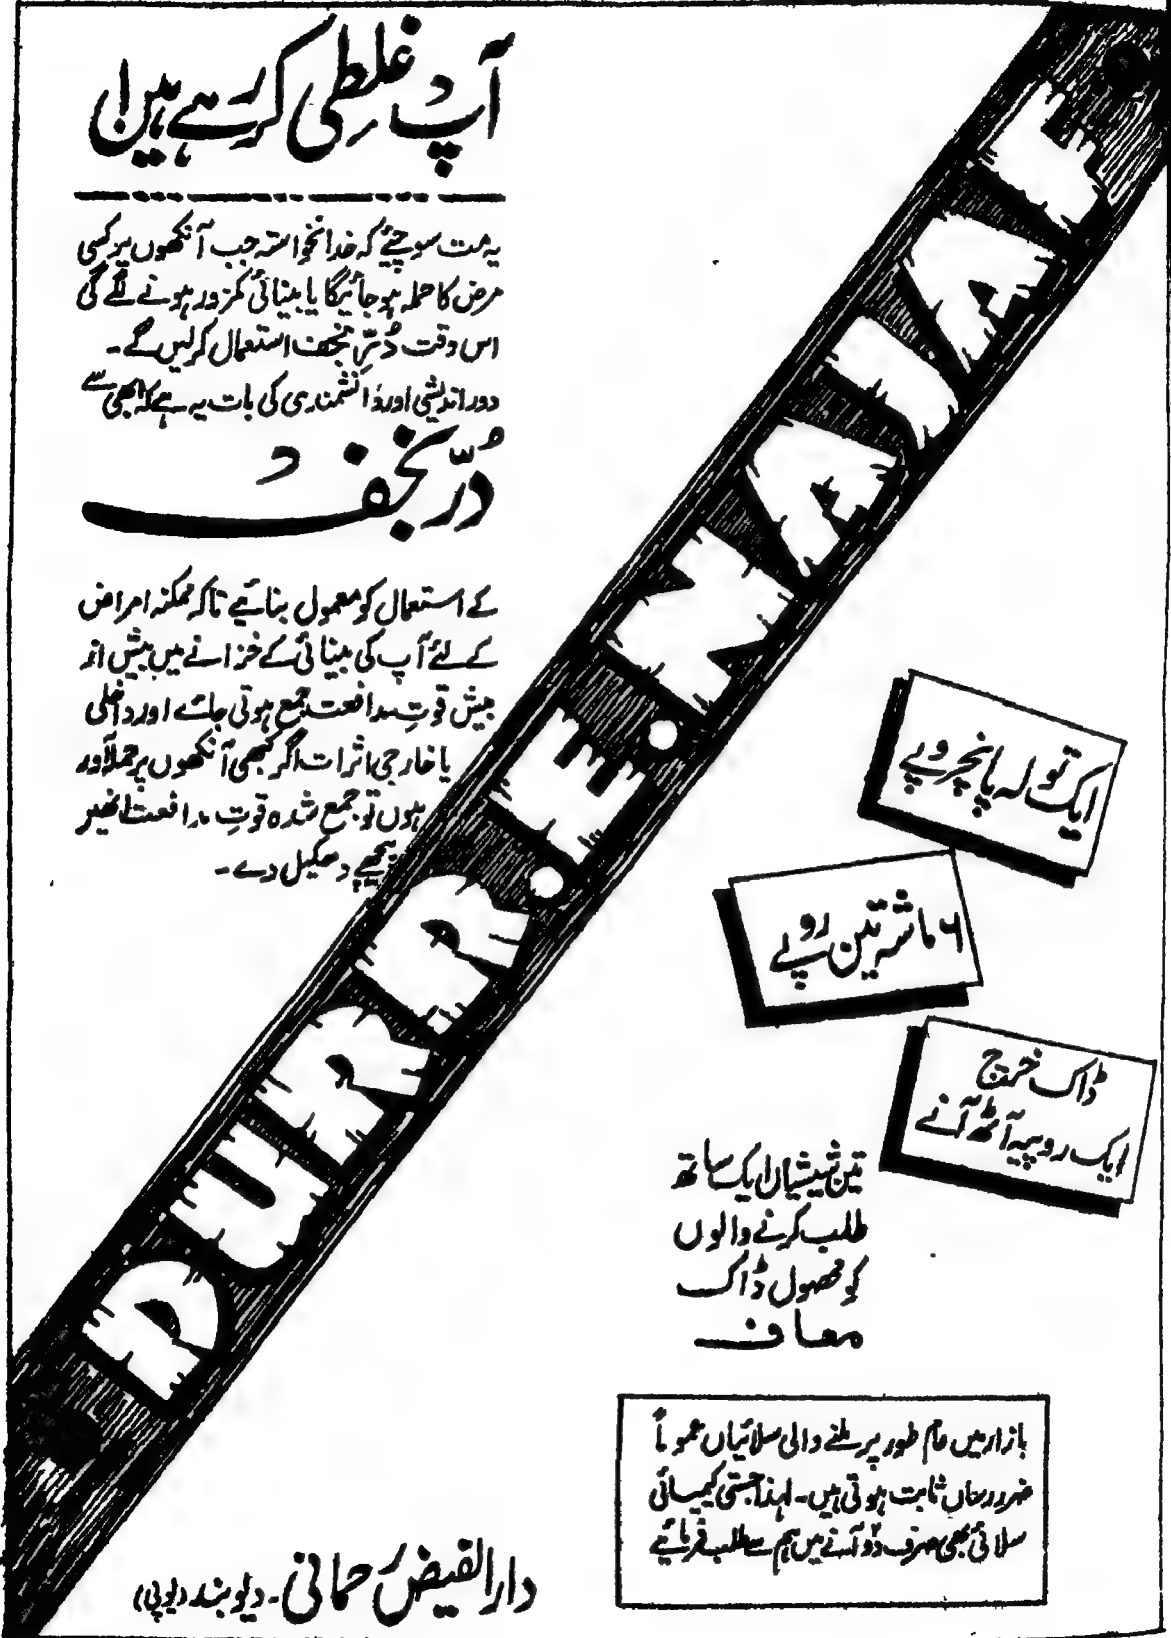 آپ غلطی کر رہے ہیں!
یہ مت سوچئے کہ خدانخواستہ جب آنکھوں پر کسی
مرض کا حملہ ہو جائیگا یا بینائی کمزور ہونے لگے گی
اس وقت دُرِّ نجف استعمال کر لیں گے۔
دور اندیشی اور دانشمندی کی بات یہ ہے کہ ابھی سے
دُرِّ نجف
کے استعمال کو معمول بنائیے تاکہ ممکنہ امراض
کے لئے آپ کی بینائی کے خزانے میں بیش از
بیش قوتِ مدافعت جمع ہوتی جائے اور داخلی
یا خارجی اثرات اگر کبھی آنکھوں پر حملہ آور
ہوں تو جمع شدہ قوتِ مدافعت انھیں
پیچھے دھکیل دے۔
DURR.E.NAJAF
ایک تولہ پانچ روپے
۶ ماشہ تین روپے
ڈاک خرچ
ایک روپیہ آٹھ آنے
تین شیشیاں ایک ساتھ
طلب کرنے والوں
کو محصول ڈاک
معاف
بازار میں عام طور پر ملنے والی سلائیاں عموماً
ضرر رساں ثابت ہوتی ہیں۔ لہذا جستی کیمیائی
سلائی بھی صرف دو آنے میں ہم سے طلب فرمائیے
دارالفیض رحمانی۔ دیوبند (یوپی)